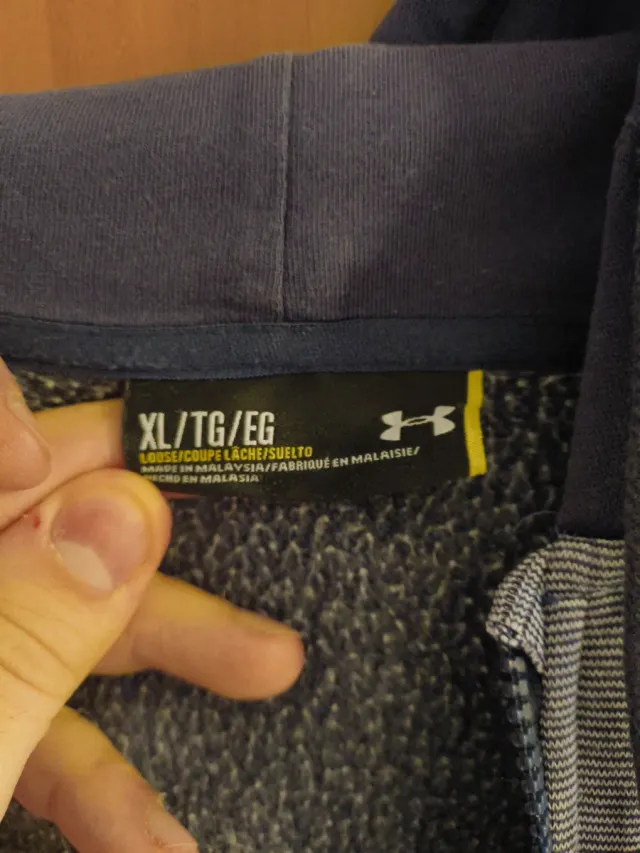 XL/TG/EG
LOOSE/COUPE LÂCHE/SUELTO
MADE IN MALAYSIA/FABRIQUÉ EN MALAISIE/
HECHO EN MALASIA